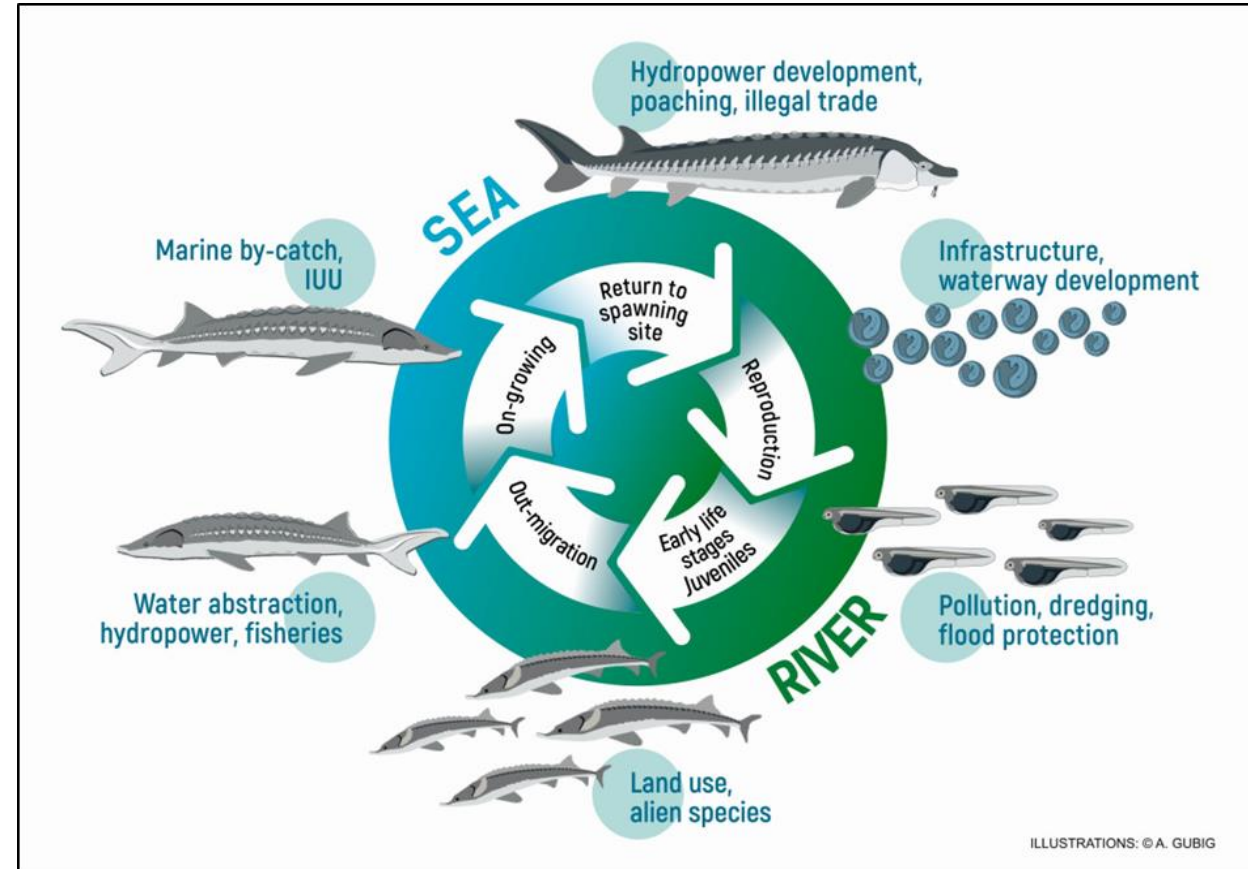 Hydropower development,
poaching, illegal trade
SEA
Marine by-catch,
IUU
Infrastructure,
waterway development
Return to
spawning
site
On-growing
Reproduction
Out-migration
Early life
stages
Juveniles
Water abstraction,
hydropower, fisheries
Pollution, dredging,
flood protection
RIVER
Land use,
alien species
ILLUSTRATIONS: © A. GUBIG